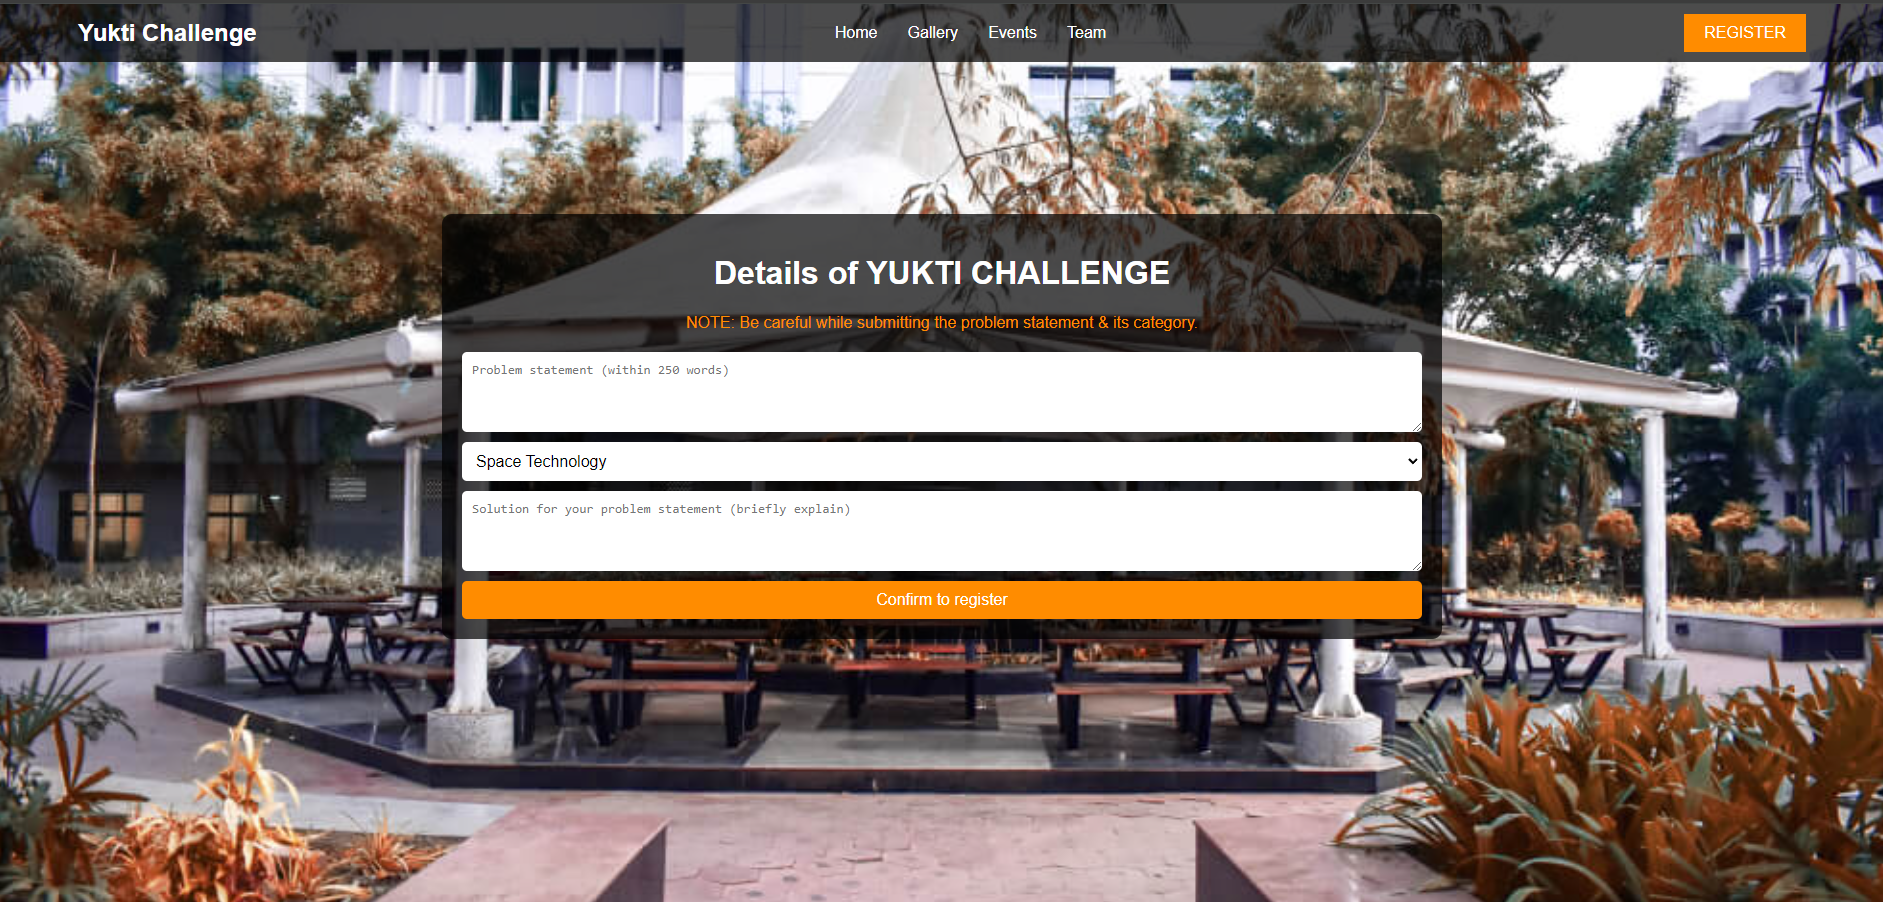 Yukti Challenge
Home Gallery Events Team
REGISTER
Details of YUKTI CHALLENGE
NOTE: Be careful while submitting the problem statement & its category.
Problem statement (within 250 words)
Space Technology
Solution for your problem statement (briefly explain)
Confirm to register